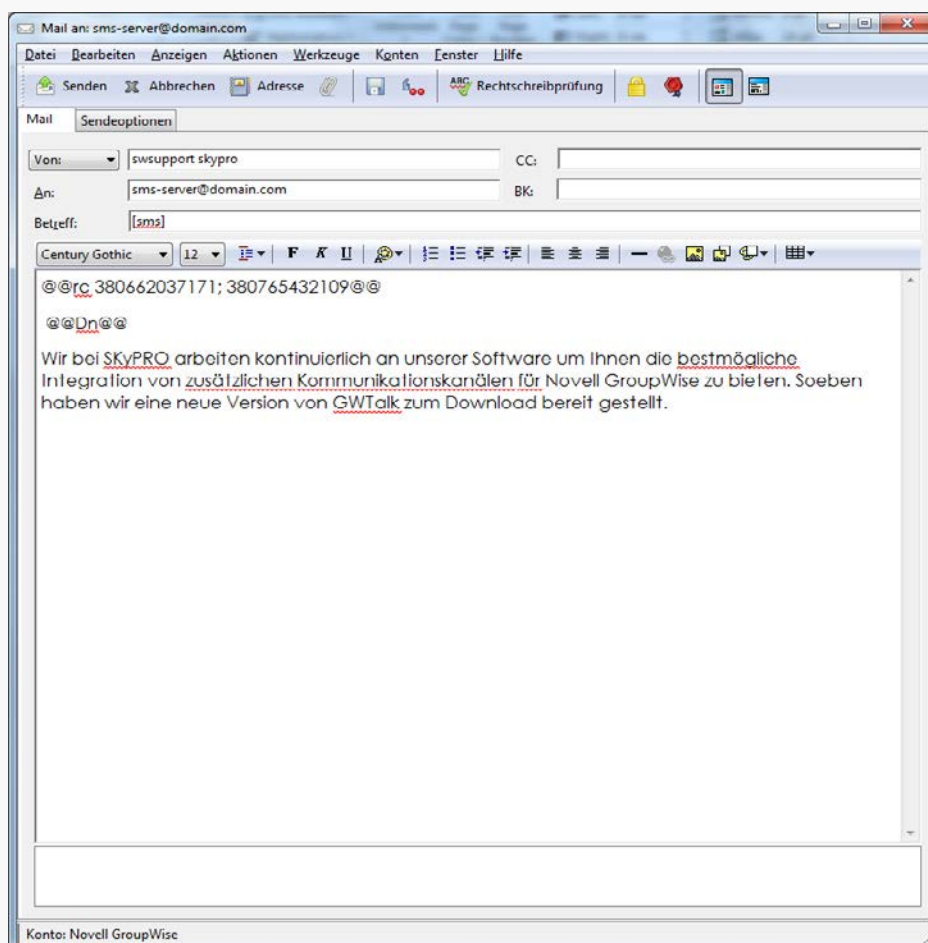 Mail an: sms-server@domain.com
Datei Bearbeiten Anzeigen Aktionen Werkzeuge Konten Fenster Hilfe
Senden Abbrechen Adresse ABC Rechtschreibprüfung
Mail Sendeoptionen
Von: swsupport skypro CC:
An: sms-server@domain.com BK:
Betreff: [sms]
Century Gothic 12 F K U
@@rc 380662037171; 380765432109@@
@@Dn@@
Wir bei SKyPRO arbeiten kontinuierlich an unserer Software um Ihnen die bestmögliche
Integration von zusätzlichen Kommunikationskanälen für Novell GroupWise zu bieten. Soeben
haben wir eine neue Version von GWTalk zum Download bereit gestellt.
Konto: Novell GroupWise